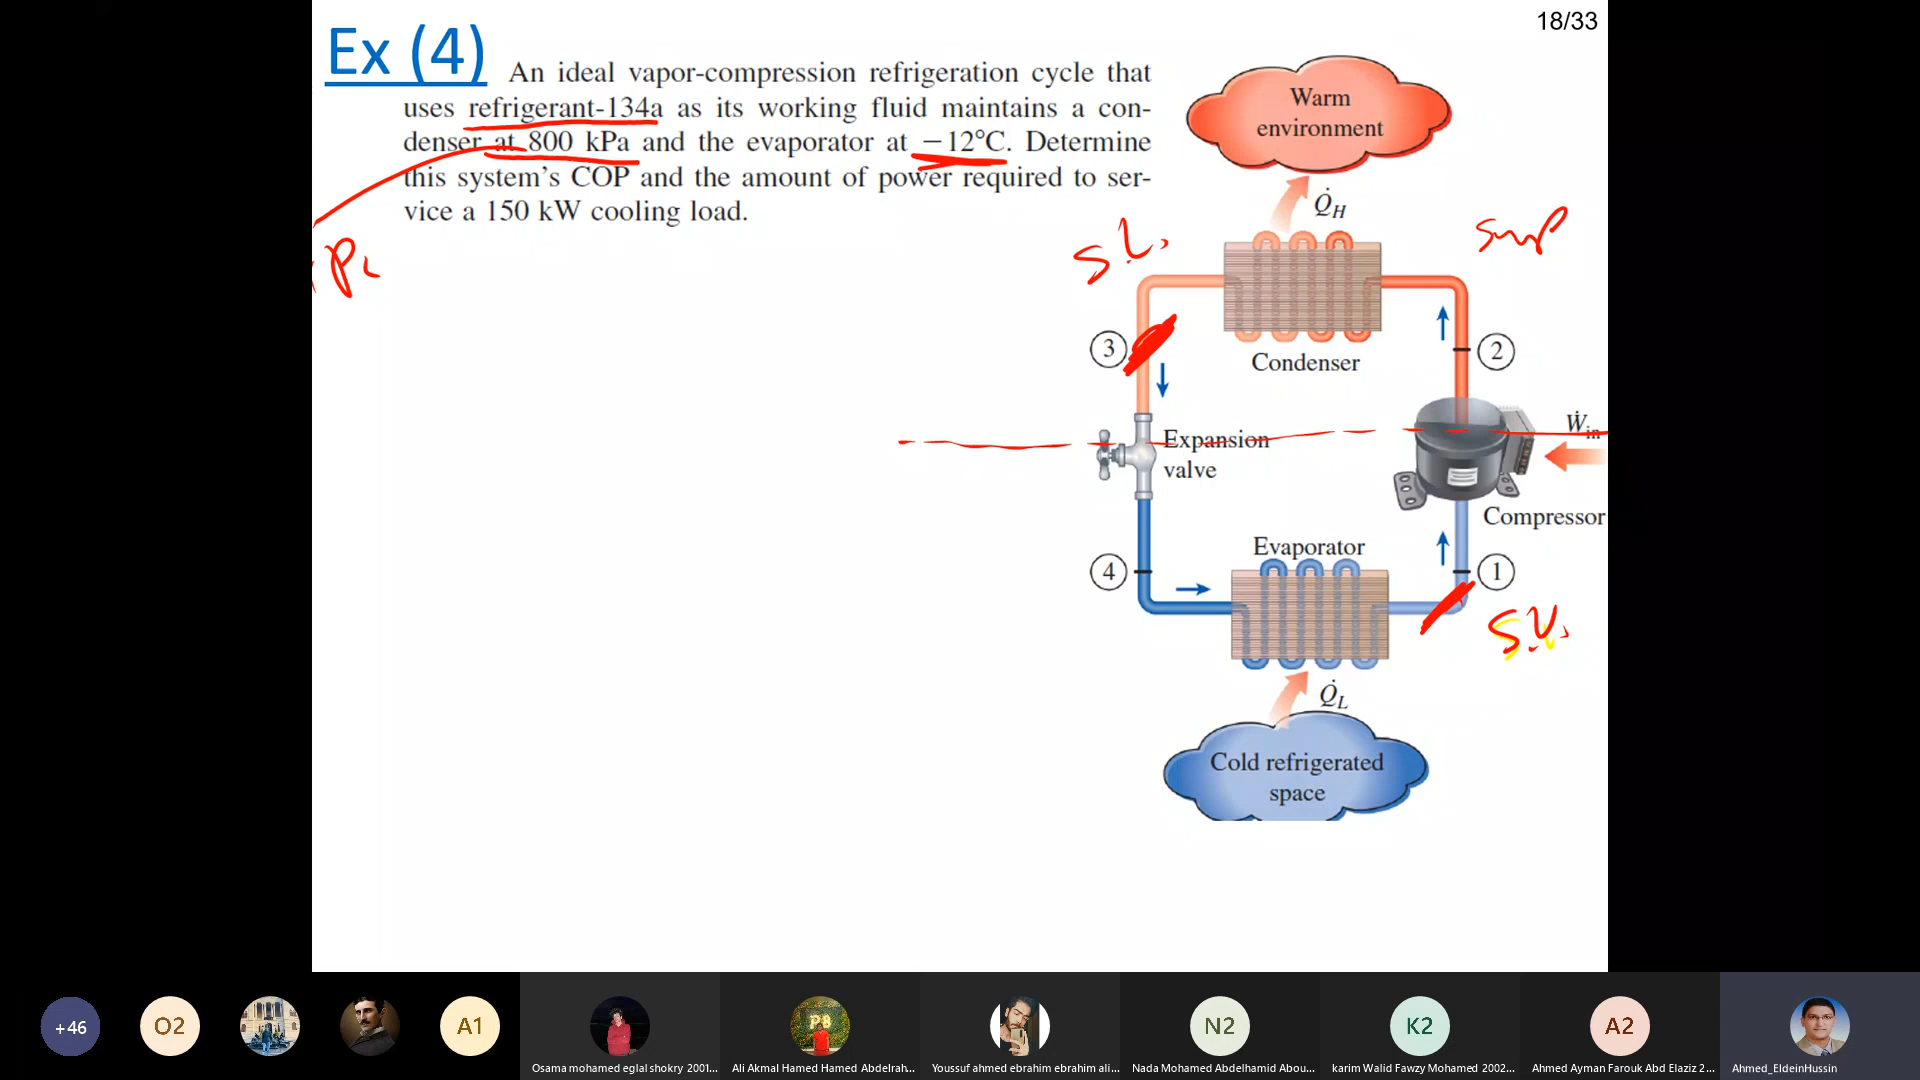 18/33
Ex (4)
An ideal vapor-compression refrigeration cycle that
uses refrigerant-134a as its working fluid maintains a con-
denser at 800 kPa and the evaporator at −12°C. Determine
this system's COP and the amount of power required to ser-
vice a 150 kW cooling load.
Warm
environment
Q̇H
S.L.
sup
3
Condenser
2
Expansion
valve
Ẇin
Compressor
Evaporator
4
1
S.V.
Q̇L
Cold refrigerated
space
+46
O2
A1
P8
N2
K2
A2
Osama mohamed eglal shokry 2001...
Ali Akmal Hamed Hamed Abdelrah...
Youssuf ahmed ebrahim ebrahim ali...
Nada Mohamed Abdelhamid Abou...
karim Walid Fawzy Mohamed 2002...
Ahmed Ayman Farouk Abd Elaziz 2...
Ahmed_EldeinHussin